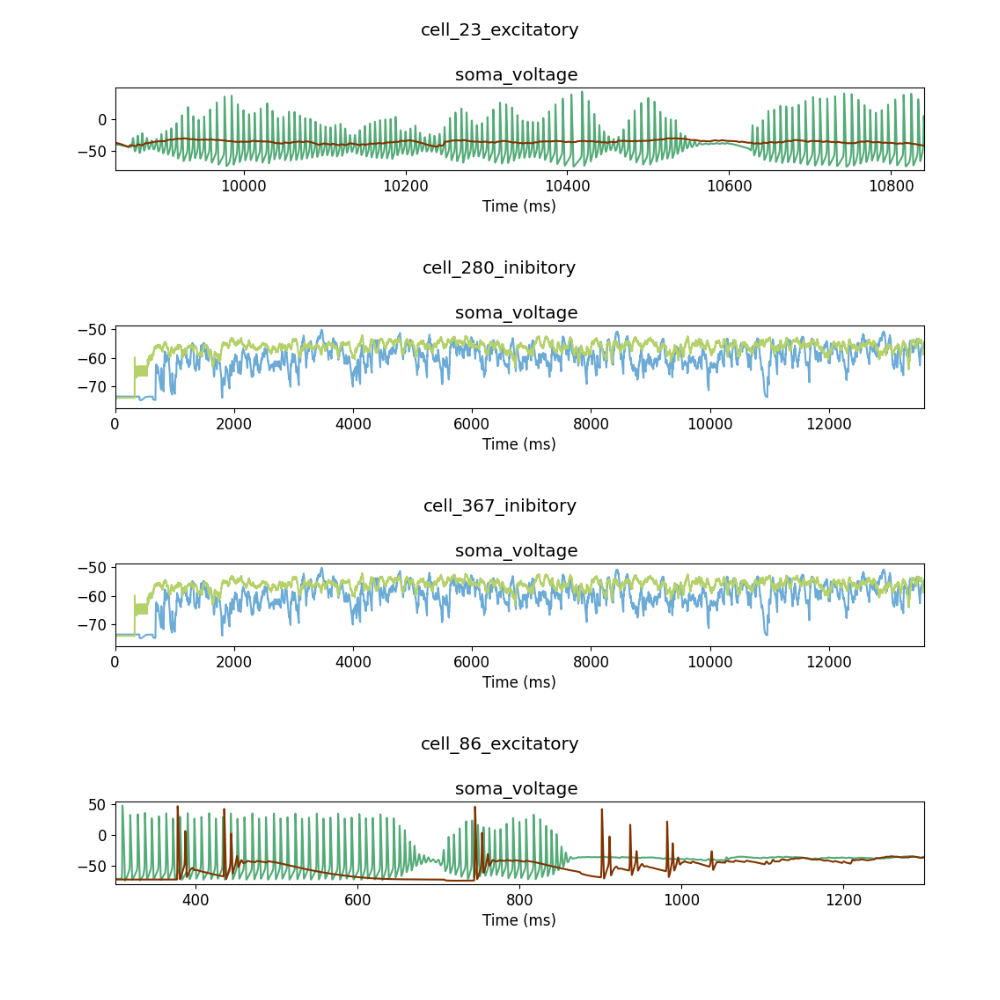 cell_23_excitatory
soma_voltage
0
−50
10000 10200 10400 10600 10800
Time (ms)
cell_280_inibitory
soma_voltage
−50
−60
−70
0 2000 4000 6000 8000 10000 12000
Time (ms)
cell_367_inibitory
soma_voltage
−50
−60
−70
0 2000 4000 6000 8000 10000 12000
Time (ms)
cell_86_excitatory
soma_voltage
50
0
−50
400 600 800 1000 1200
Time (ms)